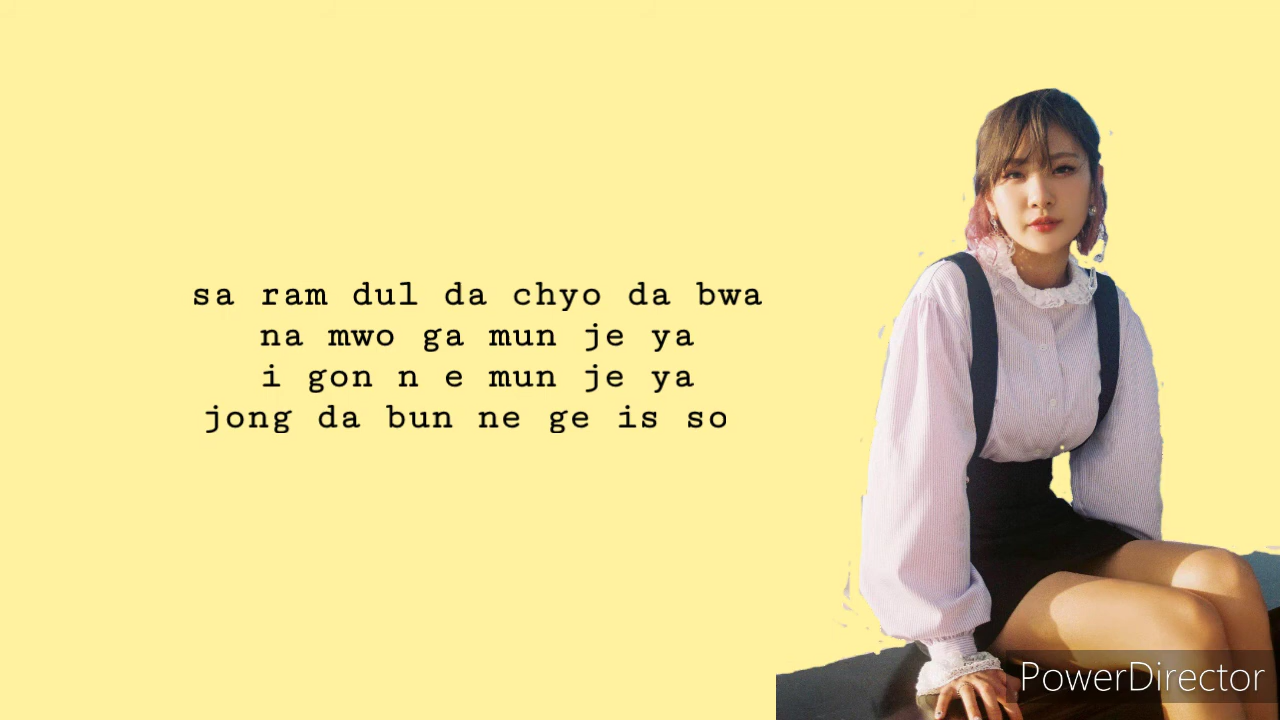 sa ram dul da chyo da bwa
na mwo ga mun je ya
i gon n e mun je ya
jong da bun ne ge is so
PowerDirector